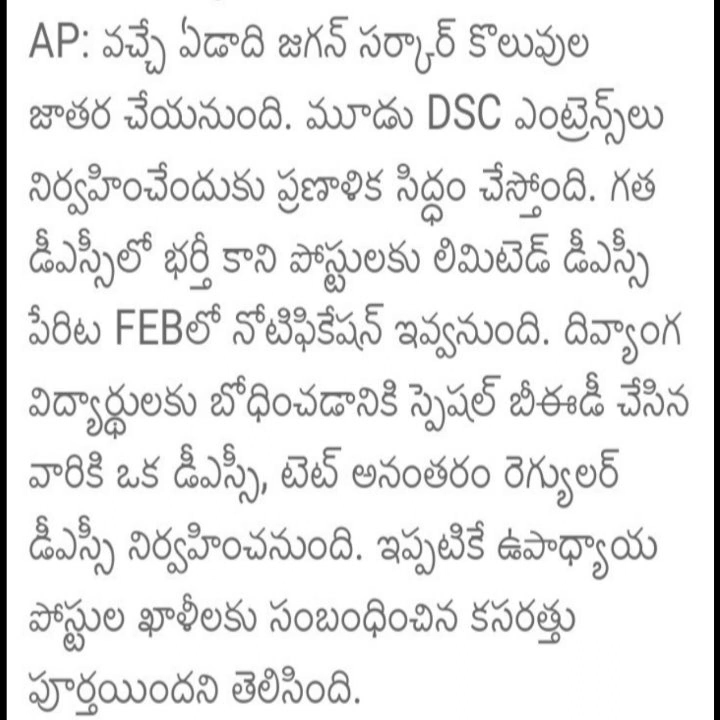 AP: వచ్చే ఏడాది జగన్ సర్కార్ కొలువుల
జాతర చేయనుంది. మూడు DSC ఎంట్రెన్స్‌లు
నిర్వహించేందుకు ప్రణాళిక సిద్ధం చేస్తోంది. గత
డీఎస్సీలో భర్తీ కాని పోస్టులకు లిమిటెడ్ డీఎస్సీ
పేరిట FEBలో నోటిఫికేషన్ ఇవ్వనుంది. దివ్యాంగ
విద్యార్థులకు బోధించడానికి స్పెషల్ బీఈడీ చేసిన
వారికి ఒక డీఎస్సీ, టెట్ అనంతరం రెగ్యులర్
డీఎస్సీ నిర్వహించనుంది. ఇప్పటికే ఉపాధ్యాయ
పోస్టుల ఖాళీలకు సంబంధించిన కసరత్తు
పూర్తయిందని తెలిసింది.